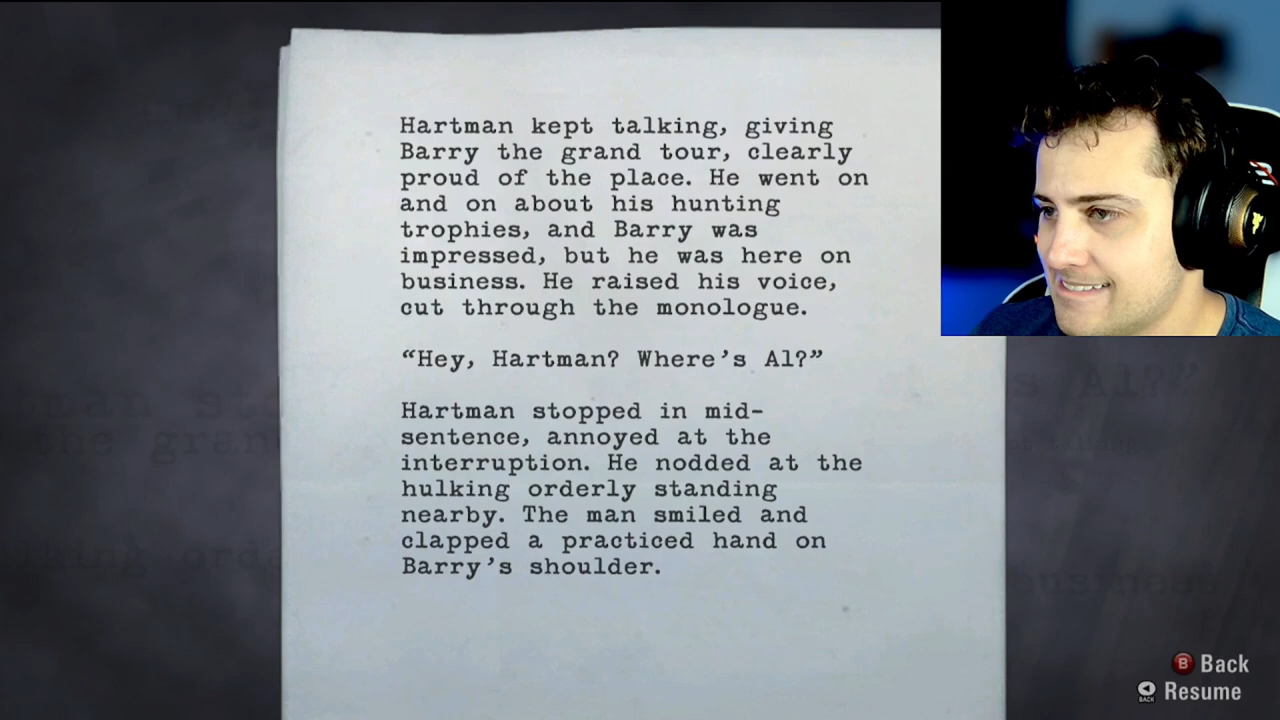 Hartman kept talking, giving
Barry the grand tour, clearly
proud of the place. He went on
and on about his hunting
trophies, and Barry was
impressed, but he was here on
business. He raised his voice,
cut through the monologue.
“Hey, Hartman? Where’s Al?”
Hartman stopped in mid-
sentence, annoyed at the
interruption. He nodded at the
hulking orderly standing
nearby. The man smiled and
clapped a practiced hand on
Barry’s shoulder.
B Back
BACK Resume